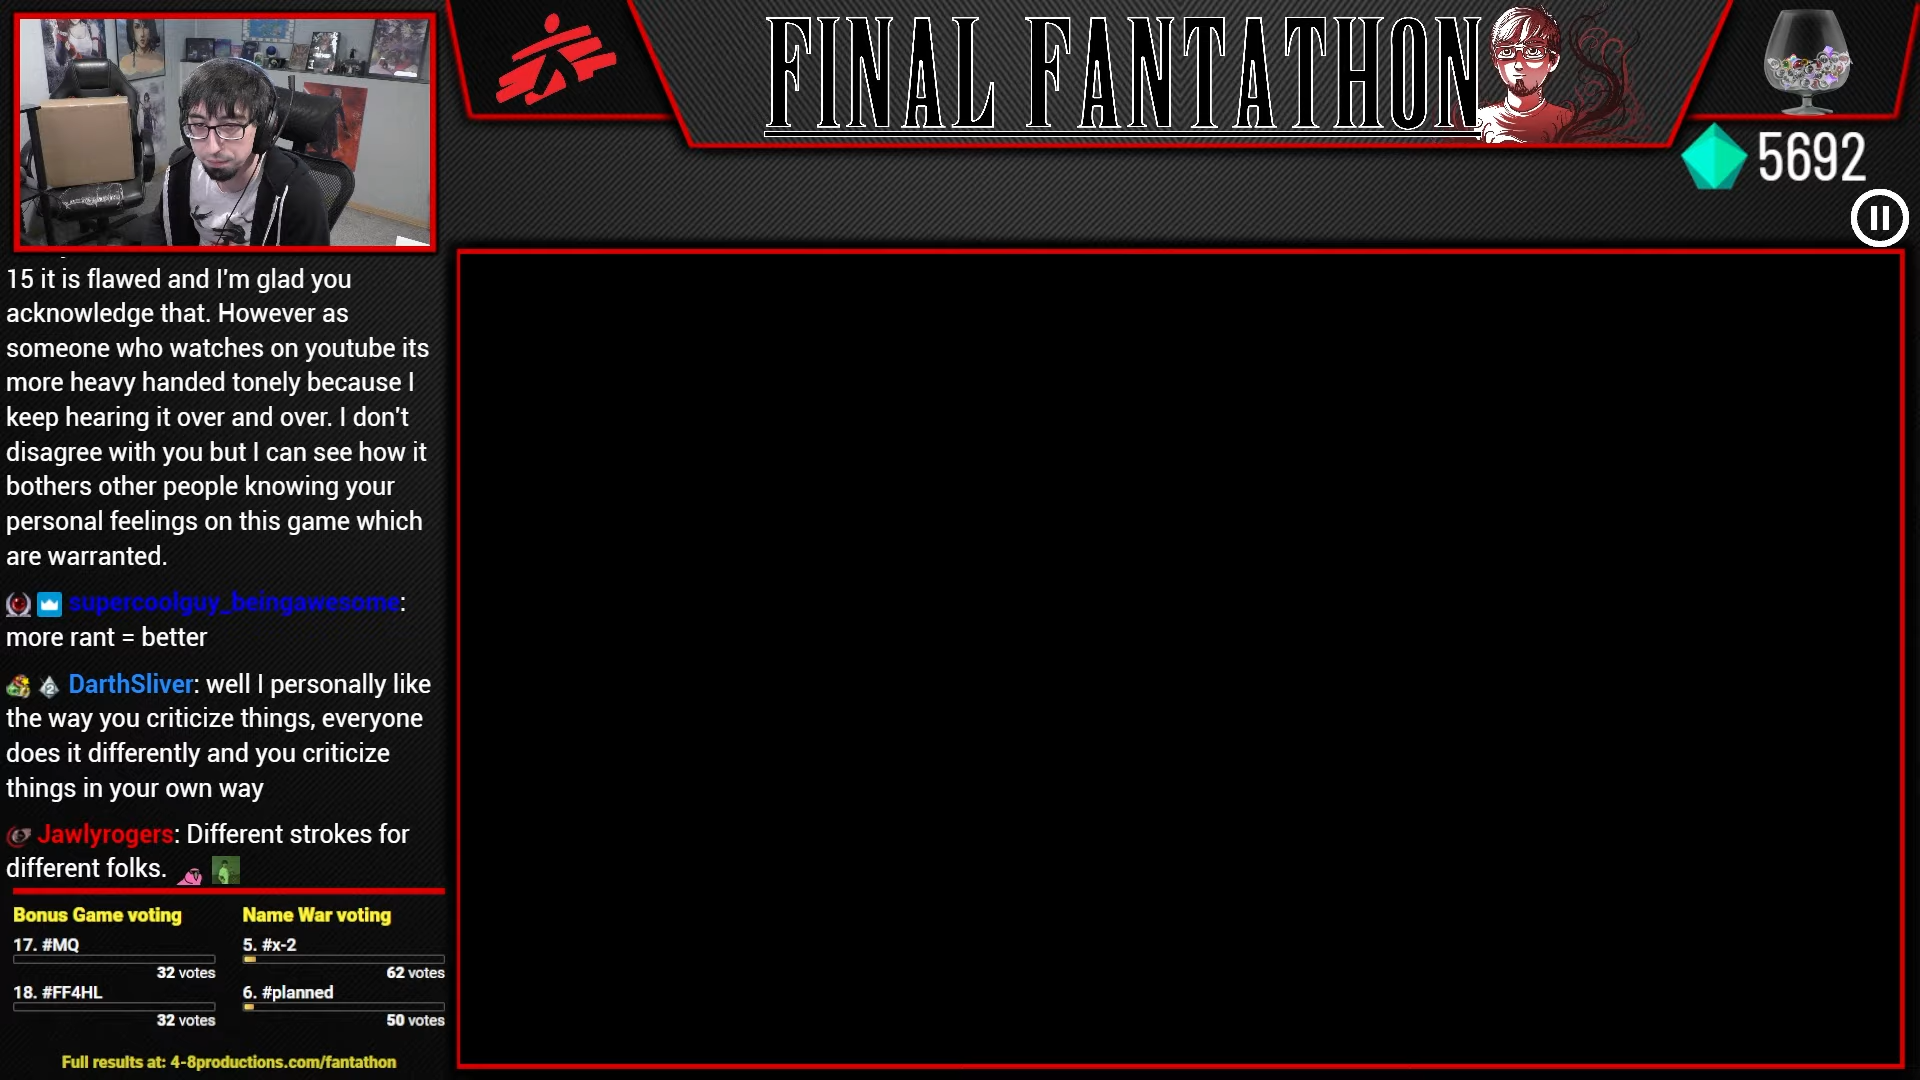 FINAL FANTATHON
5692
15 it is flawed and I'm glad you
acknowledge that. However as
someone who watches on youtube its
more heavy handed tonely because I
keep hearing it over and over. I don't
disagree with you but I can see how it
bothers other people knowing your
personal feelings on this game which
are warranted.
supercoolguy_beingawesome:
more rant = better
DarthSliver: well I personally like
the way you criticize things, everyone
does it differently and you criticize
things in your own way
Jawlyrogers: Different strokes for
different folks.
Bonus Game voting
17. #MQ
32 votes
18. #FF4HL
32 votes
Name War voting
5. #x-2
62 votes
6. #planned
50 votes
Full results at: 4-8productions.com/fantathon